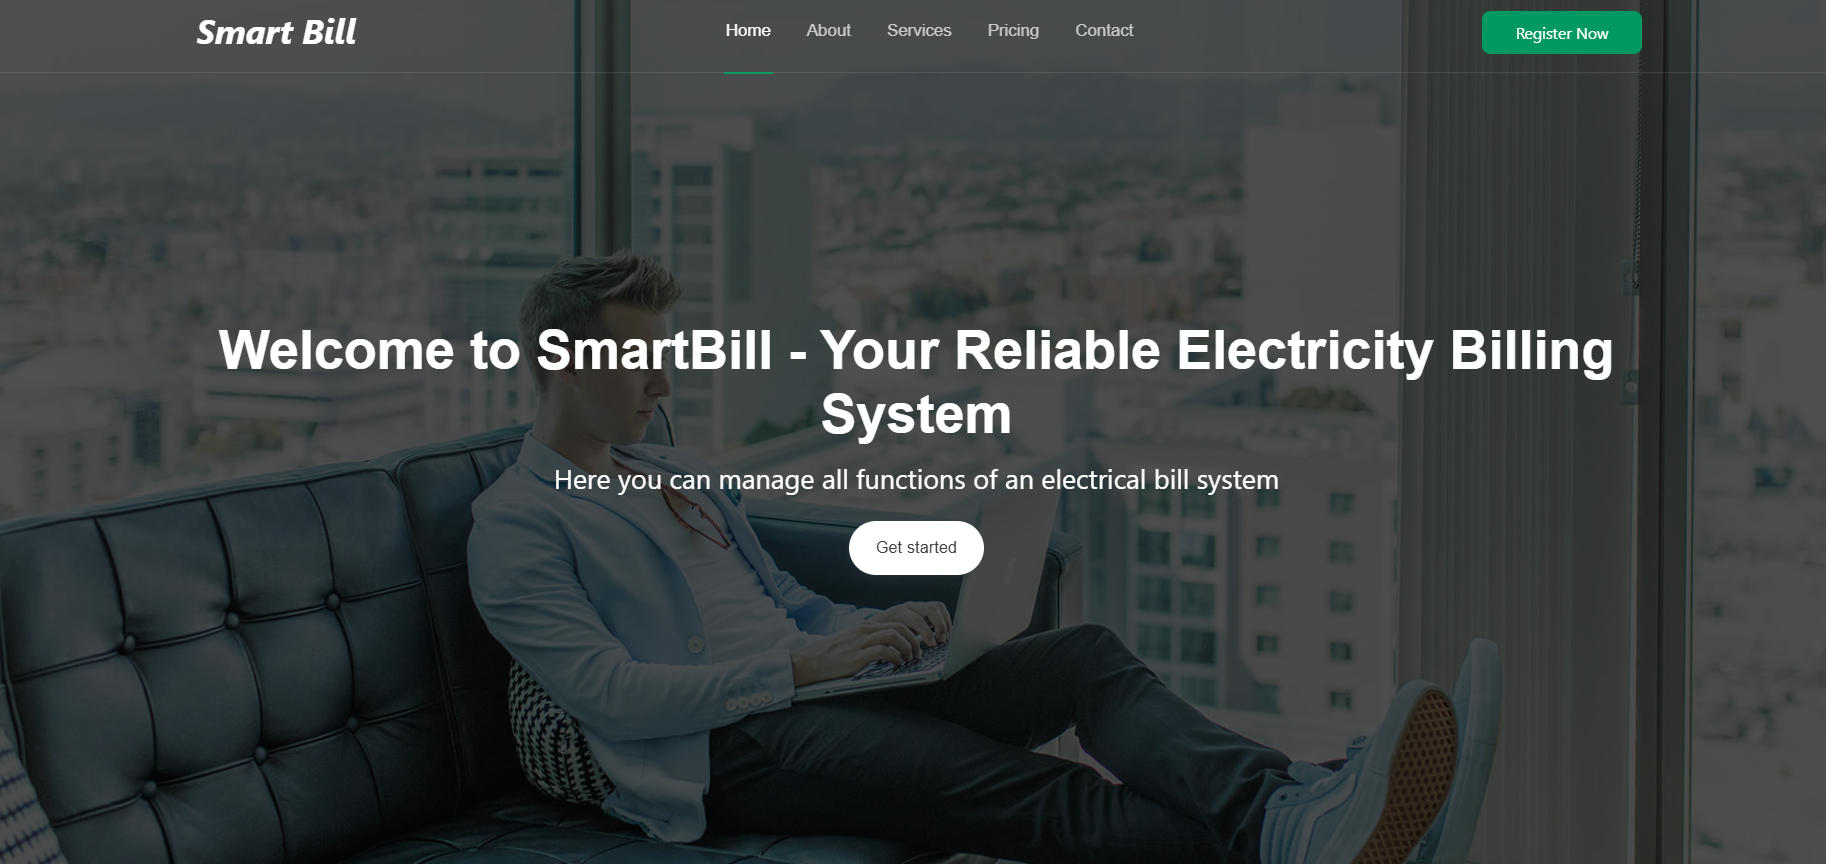 Smart Bill
Home About Services Pricing Contact
Register Now
Welcome to SmartBill - Your Reliable Electricity Billing
System
Here you can manage all functions of an electrical bill system
Get started